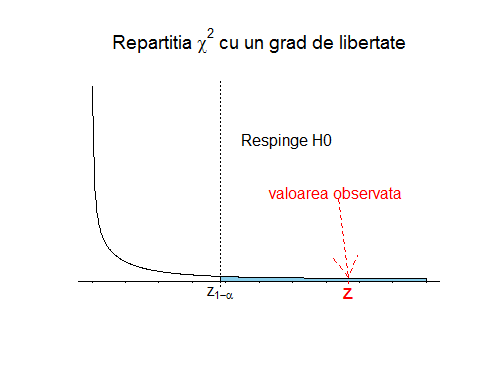 Repartitia χ² cu un grad de libertate
Respinge H0
valoarea observata
z₁₋α
z